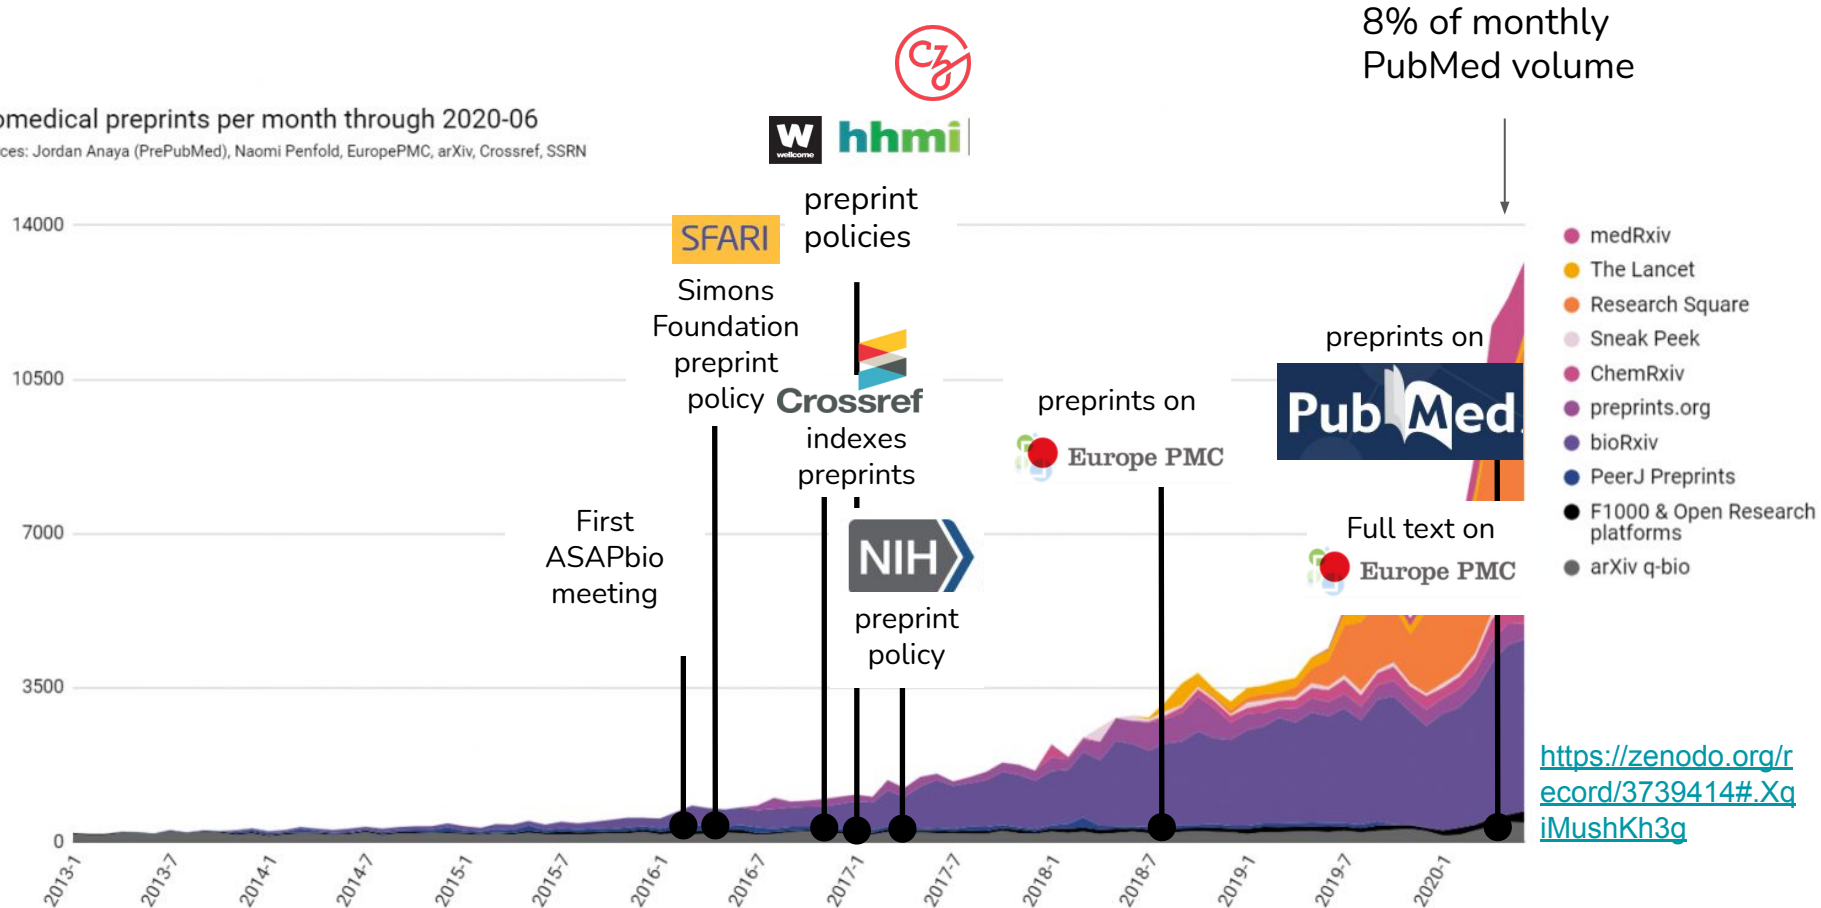 8% of monthly
PubMed volume
omedical preprints per month through 2020-06
ces: Jordan Anaya (PrePubMed), Naomi Penfold, EuropePMC, arXiv, Crossref, SSRN
cz
W
wellcome
hhmi
preprint
policies
SFARI
Simons
Foundation
preprint
policy
Crossref
indexes
preprints
First
ASAPbio
meeting
NIH
preprint
policy
preprints on
Europe PMC
preprints on
PubMed
Full text on
Europe PMC
14000
10500
7000
3500
0
2013-1
2013-7
2014-1
2014-7
2015-1
2015-7
2016-1
2016-7
2017-1
2017-7
2018-1
2018-7
2019-1
2019-7
2020-1
medRxiv
The Lancet
Research Square
Sneak Peek
ChemRxiv
preprints.org
bioRxiv
PeerJ Preprints
F1000 & Open Research
platforms
arXiv q-bio
https://zenodo.org/r
ecord/3739414#.Xq
iMushKh3g